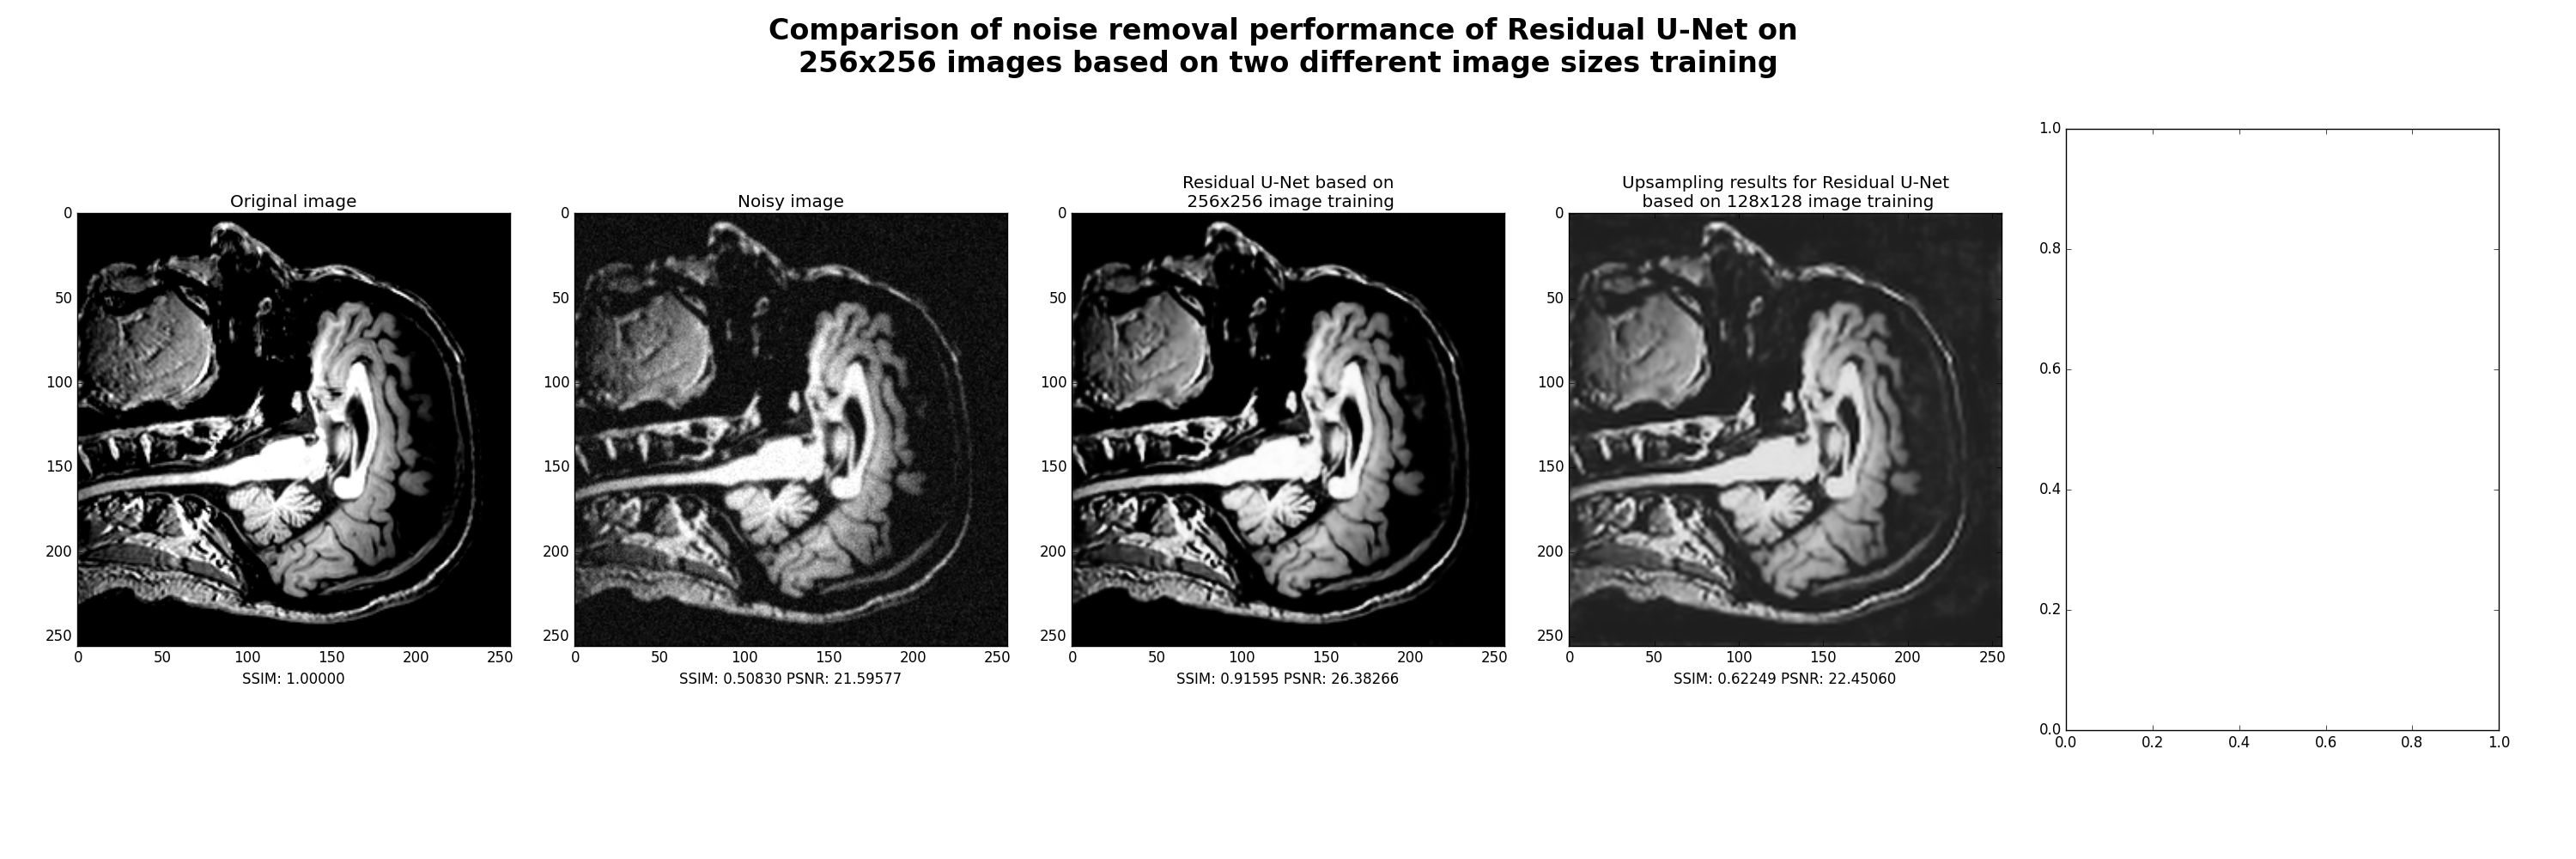 Comparison of noise removal performance of Residual U-Net on
256x256 images based on two different image sizes training
Original image
0
50
100
150
200
250
0 50 100 150 200 250
SSIM: 1.00000
Noisy image
0
50
100
150
200
250
0 50 100 150 200 250
SSIM: 0.50830 PSNR: 21.59577
Residual U-Net based on
256x256 image training
0
50
100
150
200
250
0 50 100 150 200 250
SSIM: 0.91595 PSNR: 26.38266
Upsampling results for Residual U-Net
based on 128x128 image training
0
50
100
150
200
250
0 50 100 150 200 250
SSIM: 0.62249 PSNR: 22.45060
1.0
0.8
0.6
0.4
0.2
0.0
0.0 0.2 0.4 0.6 0.8 1.0